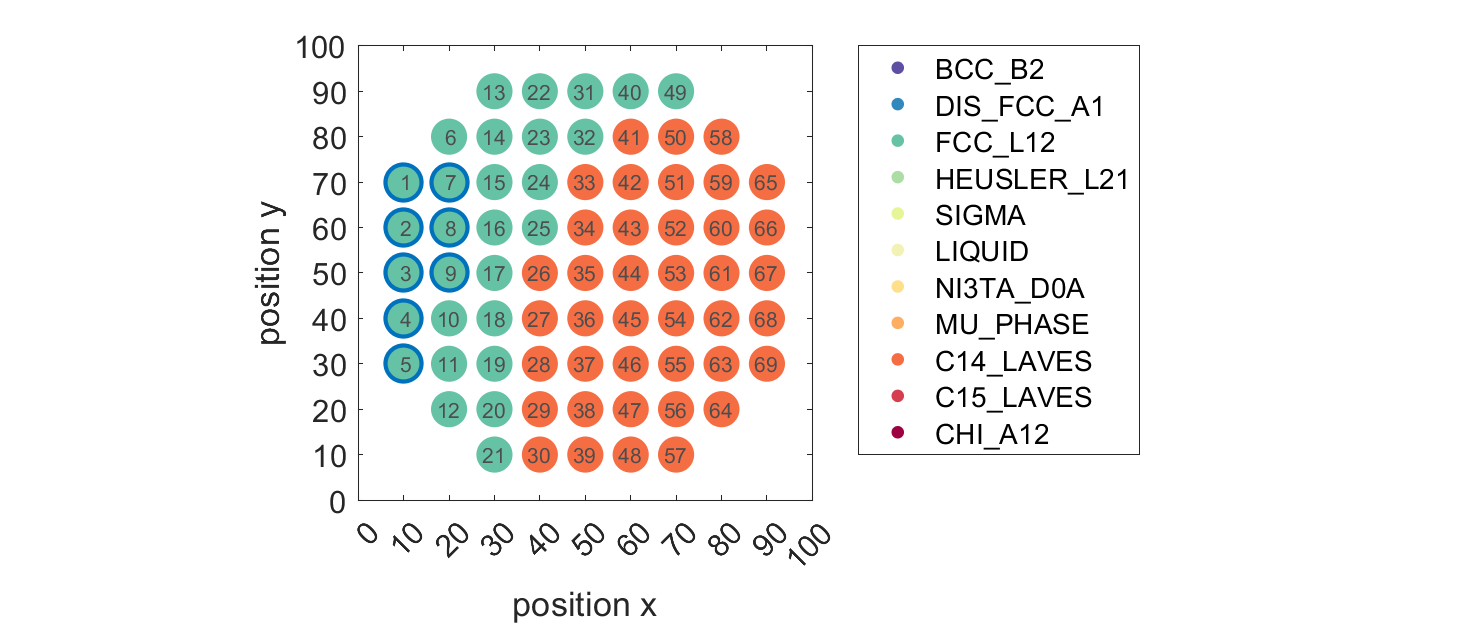 100
90
80
70
60
50
40
30
20
10
0
position y
13 22 31 40 49
6 14 23 32 41 50 58
1 7 15 24 33 42 51 59 65
2 8 16 25 34 43 52 60 66
3 9 17 26 35 44 53 61 67
4 10 18 27 36 45 54 62 68
5 11 19 28 37 46 55 63 69
12 20 29 38 47 56 64
21 30 39 48 57
0 10 20 30 40 50 60 70 80 90 100
position x
BCC_B2
DIS_FCC_A1
FCC_L12
HEUSLER_L21
SIGMA
LIQUID
NI3TA_D0A
MU_PHASE
C14_LAVES
C15_LAVES
CHI_A12